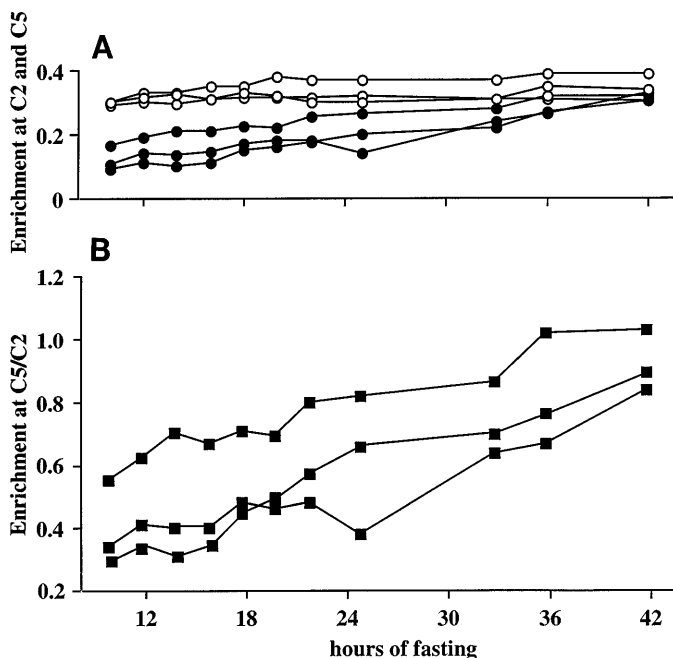 A
Enrichment at C2 and C5
0.4
0.2
0
B
Enrichment at C5/C2
1.2
1.0
0.8
0.6
0.4
0.2
12 18 24 30 36 42
hours of fasting